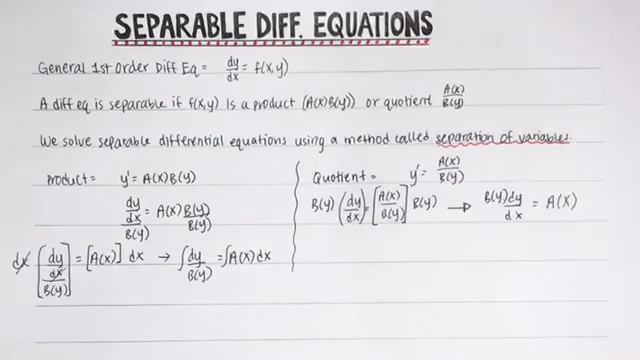 SEPARABLE DIFF. EQUATIONS
General 1st Order Diff Eq = dy/dx = f(x,y)
A diff eq is separable if f(x,y) is a product (A(x)B(y)) or quotient A(x)/B(y)
We solve separable differential equations using a method called separation of variables.
Product = y' = A(x)B(y)
(dy/dx)/B(y) = A(x)B(y)/B(y)
dx [(dy/dx)/B(y)] = [A(x)] dx → ∫dy/B(y) = ∫A(x)dx
Quotient = y' = A(x)/B(y)
B(y) (dy/dx) = [A(x)/B(y)] B(y) → B(y)dy/dx = A(x)